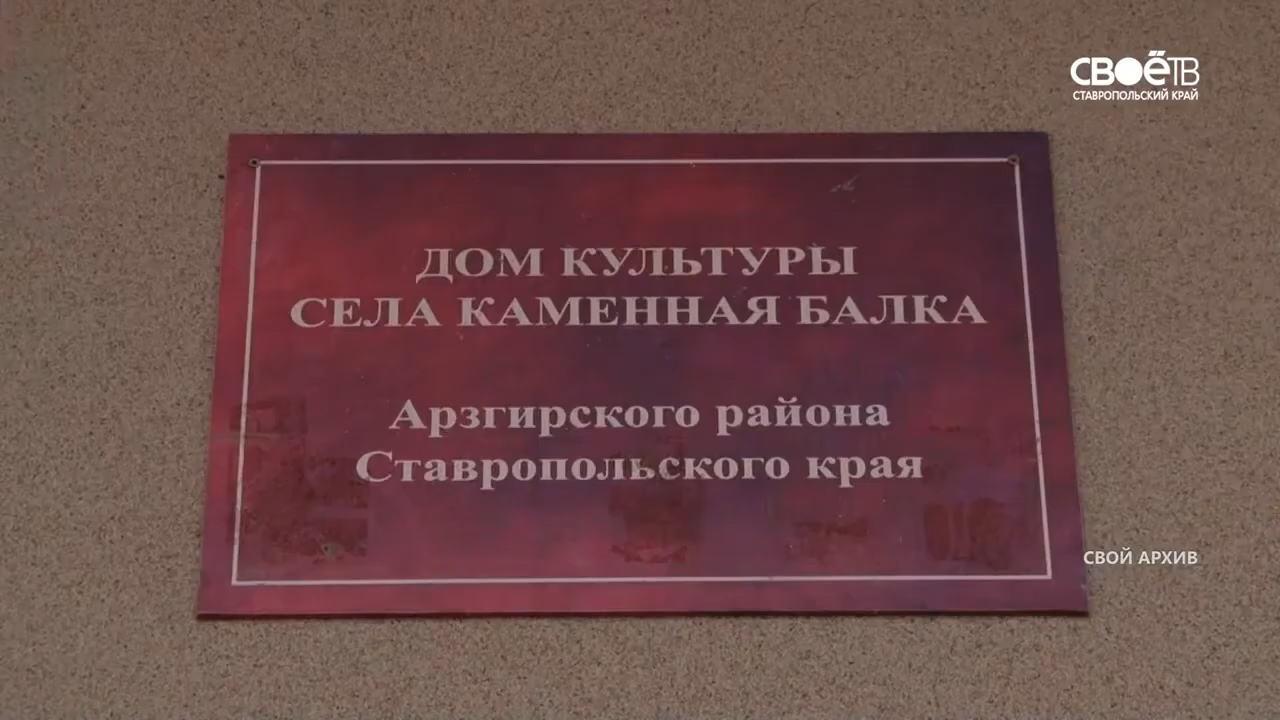 СВОЁТВ
СТАВРОПОЛЬСКИЙ КРАЙ
ДОМ КУЛЬТУРЫ
СЕЛА КАМЕННАЯ БАЛКА
Арзгирского района
Ставропольского края
СВОЙ АРХИВ